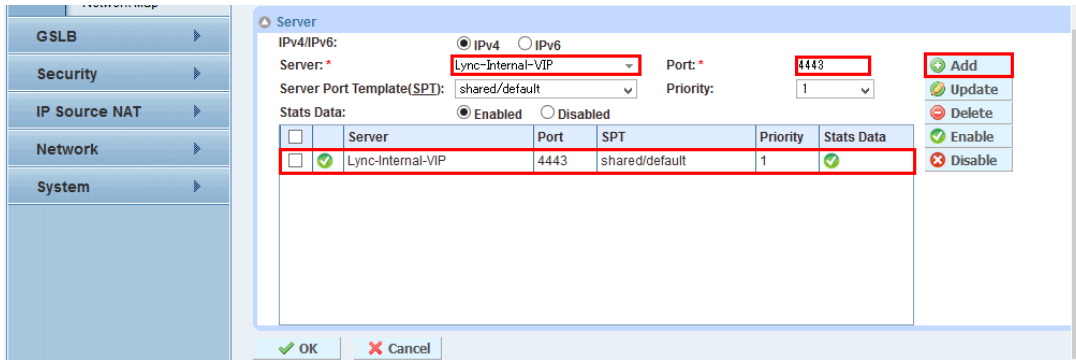 Network Map
GSLB
Security
IP Source NAT
Network
System
Server
IPv4/IPv6: IPv4 IPv6
Server: * Lync-Internal-VIP Port: * 4443 Add
Server Port Template(SPT): shared/default Priority: 1 Update
Stats Data: Enabled Disabled Delete
Server Port SPT Priority Stats Data Enable
Lync-Internal-VIP 4443 shared/default 1 Disable
OK Cancel